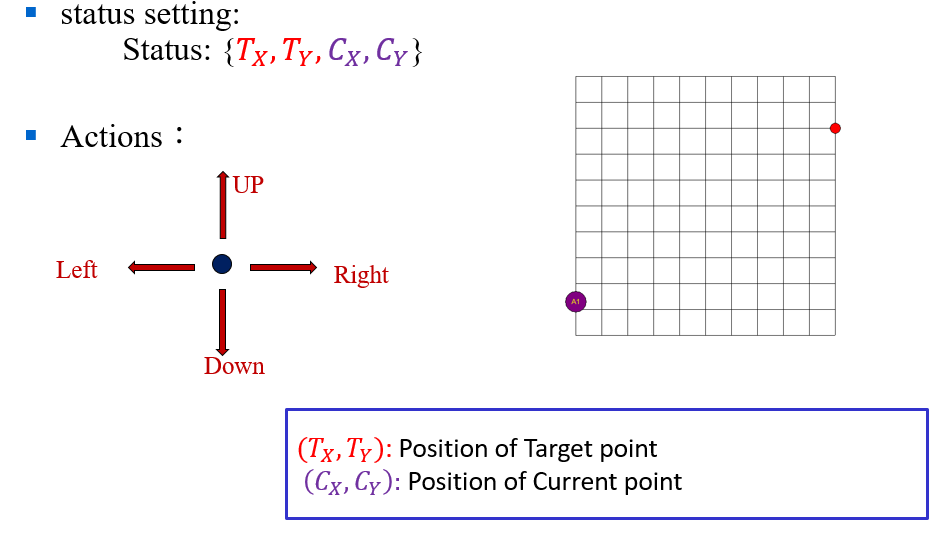 status setting:
Status: {T_X, T_Y, C_X, C_Y}
Actions：
UP
Left
Right
Down
A1
(T_X, T_Y): Position of Target point
(C_X, C_Y): Position of Current point